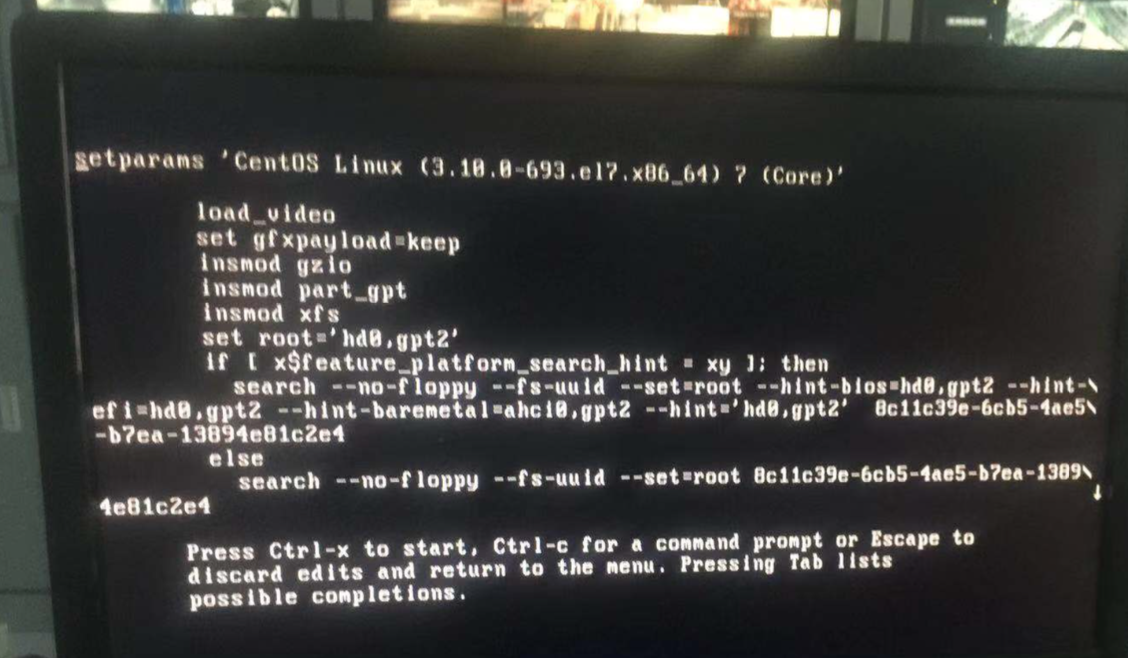 setparams 'CentOS Linux (3.10.0-693.el7.x86_64) 7 (Core)'
load_video
set gfxpayload=keep
insmod gzio
insmod part_gpt
insmod xfs
set root='hd0,gpt2'
if [ x$feature_platform_search_hint = xy ]; then
search --no-floppy --fs-uuid --set=root --hint-bios=hd0,gpt2 --hint-\
efi=hd0,gpt2 --hint-baremetal=ahci0,gpt2 --hint='hd0,gpt2'  8c11c39e-6cb5-4ae5\
-b7ea-13894e81c2e4
else
search --no-floppy --fs-uuid --set=root 8c11c39e-6cb5-4ae5-b7ea-1389\
4e81c2e4
Press Ctrl-x to start, Ctrl-c for a command prompt or Escape to
discard edits and return to the menu. Pressing Tab lists
possible completions.